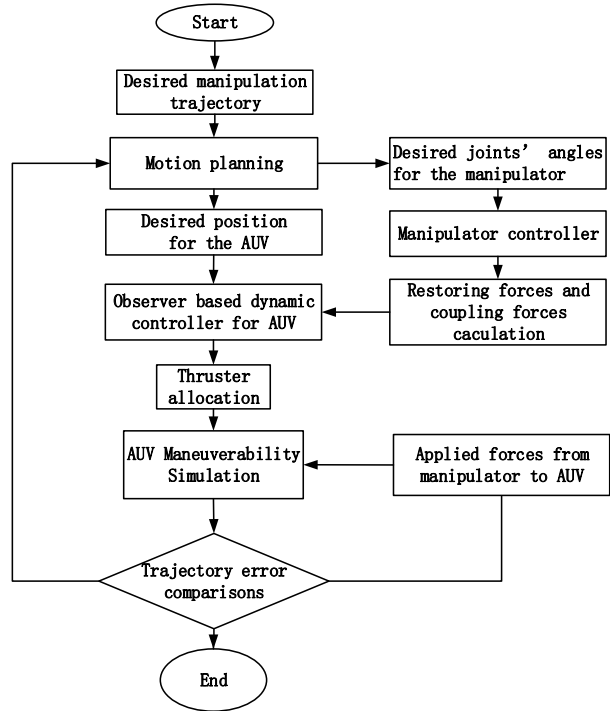 Start
Desired manipulation
trajectory
Motion planning
Desired joints' angles
for the manipulator
Desired position
for the AUV
Manipulator controller
Observer based dynamic
controller for AUV
Restoring forces and
coupling forces
caculation
Thruster
allocation
AUV Maneuverability
Simulation
Applied forces from
manipulator to AUV
Trajectory error
comparisons
End